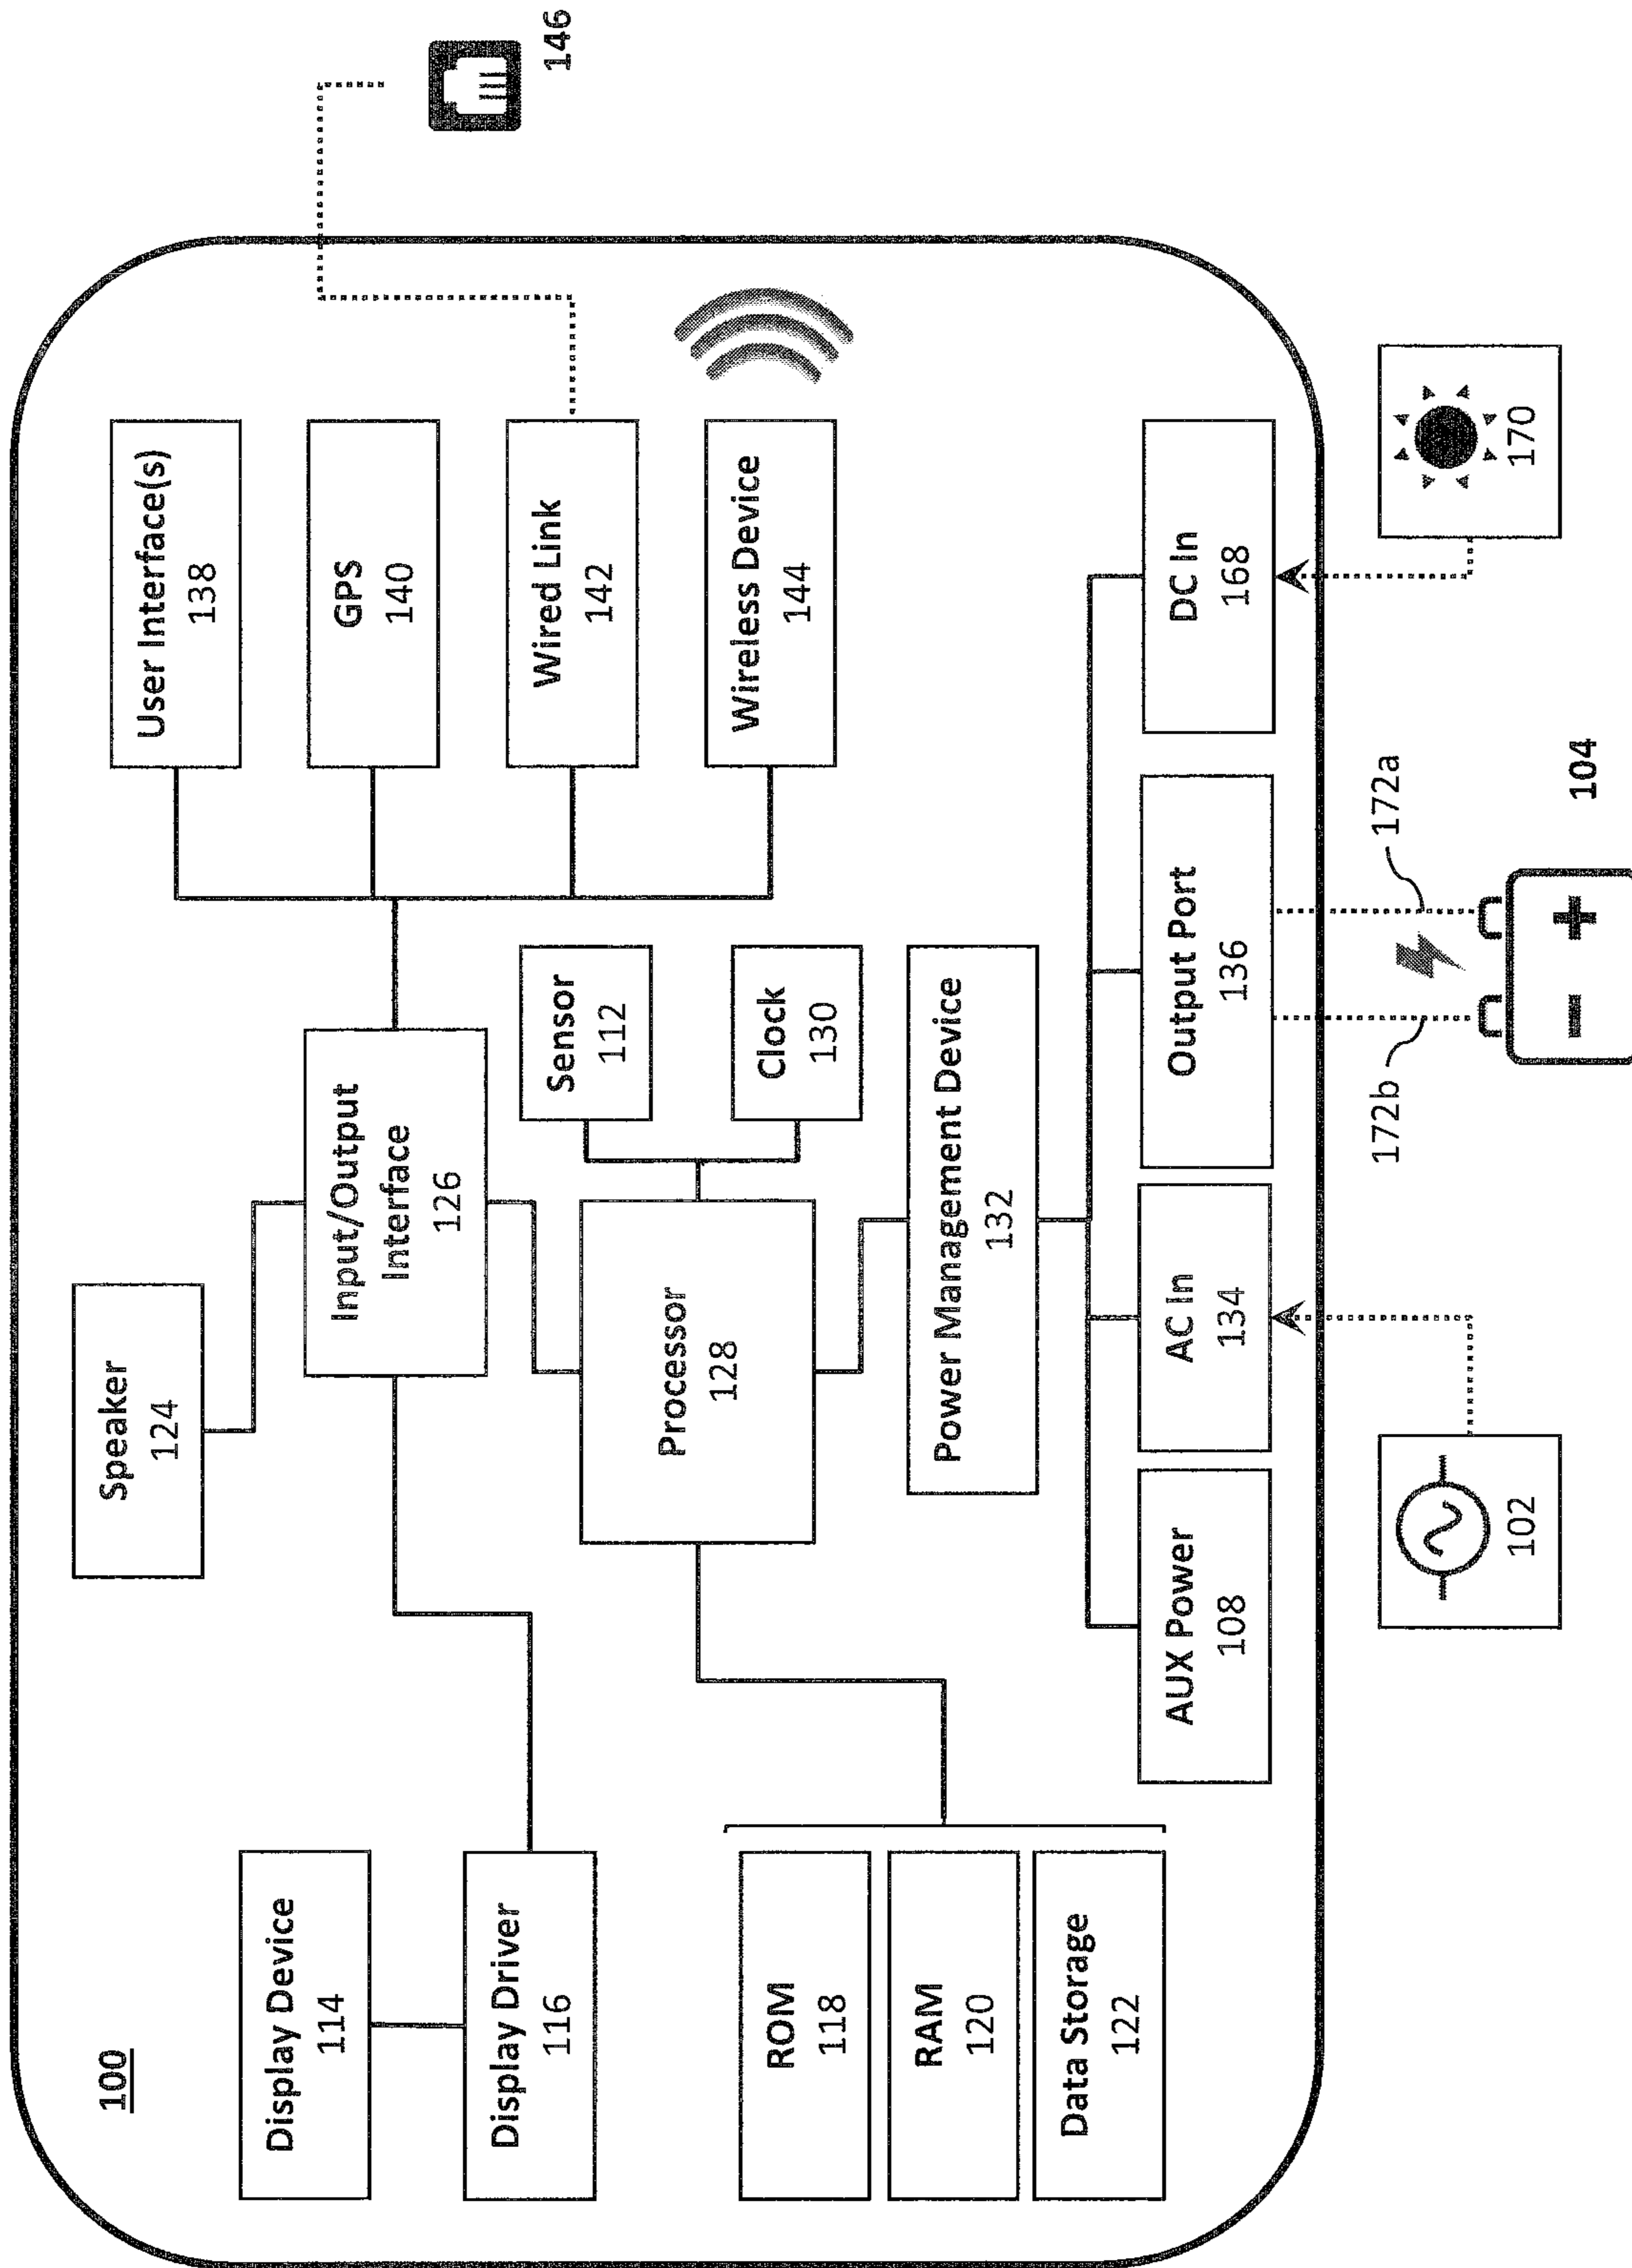 100
Speaker
124
User Interface(s)
138
Display Device
114
Input/Output
Interface
126
GPS
140
Display Driver
116
Sensor
112
Wired Link
142
146
Processor
128
Clock
130
Wireless Device
144
ROM
118
RAM
120
Data Storage
122
Power Management Device
132
AUX Power
108
AC In
134
Output Port
136
DC In
168
102
172b
172a
170
104